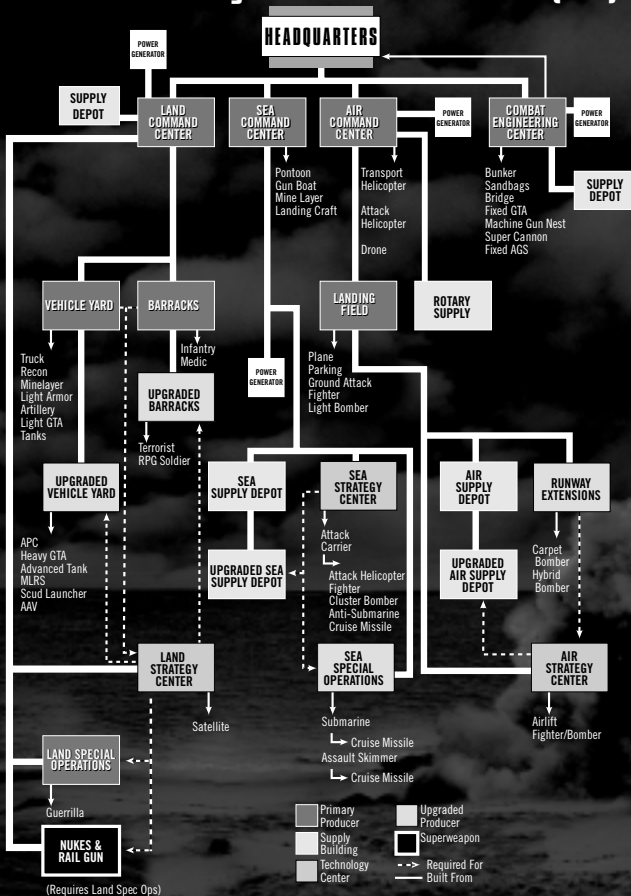 HEADQUARTERS
POWER
GENERATOR
SUPPLY
DEPOT
LAND
COMMAND
CENTER
SEA
COMMAND
CENTER
AIR
COMMAND
CENTER
POWER
GENERATOR
COMBAT
ENGINEERING
CENTER
POWER
GENERATOR
SUPPLY
DEPOT
Pontoon
Gun Boat
Mine Layer
Landing Craft
Transport
Helicopter
Attack
Helicopter
Drone
Bunker
Sandbags
Bridge
Fixed GTA
Machine Gun Nest
Super Cannon
Fixed AGS
VEHICLE YARD
BARRACKS
LANDING
FIELD
ROTARY
SUPPLY
Truck
Recon
Minelayer
Light Armor
Artillery
Light GTA
Tanks
Infantry
Medic
POWER
GENERATOR
Plane
Parking
Ground Attack
Fighter
Light Bomber
UPGRADED
BARRACKS
Terrorist
RPG Soldier
UPGRADED
VEHICLE YARD
SEA
SUPPLY DEPOT
SEA
STRATEGY
CENTER
AIR
SUPPLY
DEPOT
RUNWAY
EXTENSIONS
APC
Heavy GTA
Advanced Tank
MLRS
Scud Launcher
AAV
UPGRADED SEA
SUPPLY DEPOT
Attack
Carrier
Attack Helicopter
Fighter
Cluster Bomber
Anti-Submarine
Cruise Missile
UPGRADED
AIR SUPPLY
DEPOT
Carpet
Bomber
Hybrid
Bomber
LAND
STRATEGY
CENTER
SEA
SPECIAL
OPERATIONS
AIR
STRATEGY
CENTER
Satellite
Submarine
Cruise Missile
Assault Skimmer
Cruise Missile
Airlift
Fighter/Bomber
LAND SPECIAL
OPERATIONS
Guerrilla
NUKES &
RAIL GUN
(Requires Land Spec Ops)
Primary
Producer
Supply
Building
Technology
Center
Upgraded
Producer
Superweapon
Required For
Built From